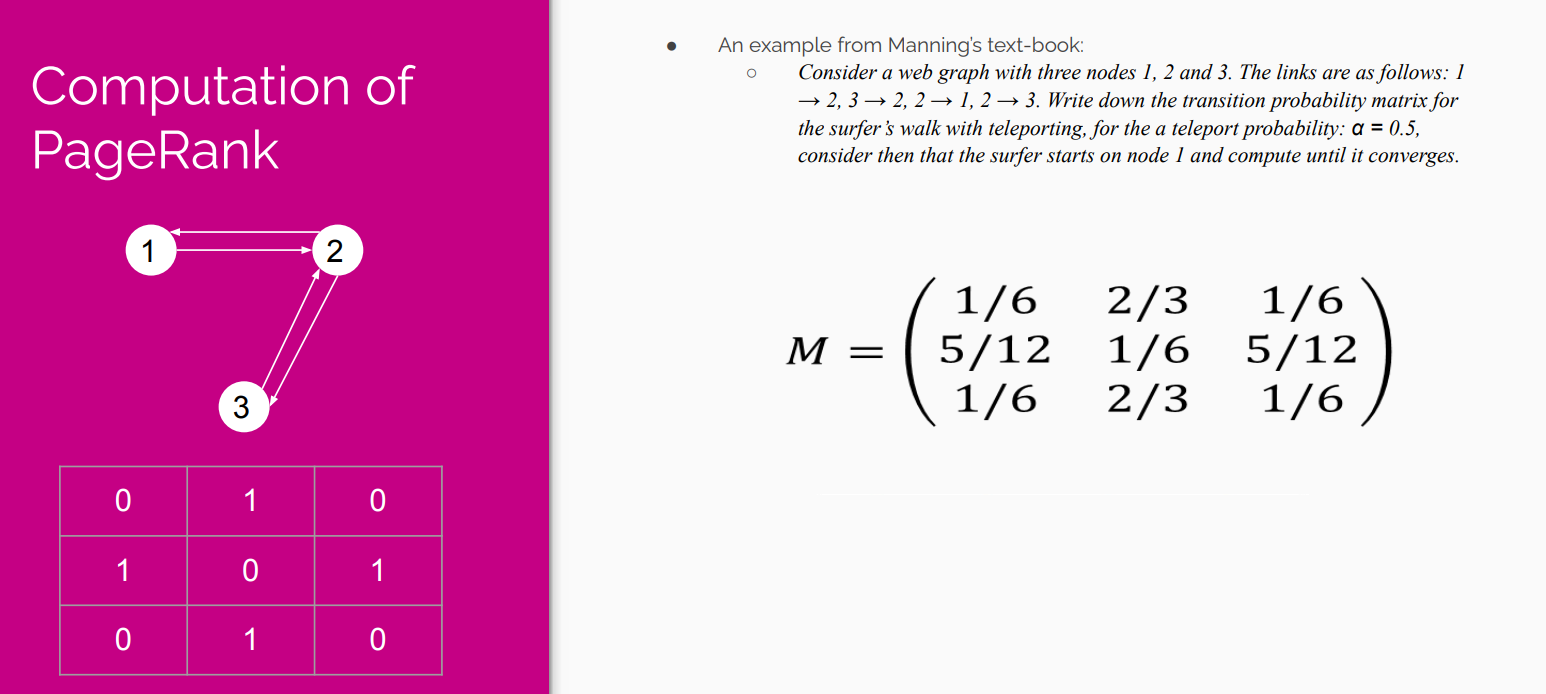 Computation of
PageRank
1
2
3
0 1 0
1 0 1
0 1 0
● An example from Manning's text-book:
○ Consider a web graph with three nodes 1, 2 and 3. The links are as follows: 1
→ 2, 3 → 2, 2 → 1, 2 → 3. Write down the transition probability matrix for
the surfer's walk with teleporting, for the a teleport probability: α = 0.5,
consider then that the surfer starts on node 1 and compute until it converges.
1/6 2/3 1/6
M = 5/12 1/6 5/12
1/6 2/3 1/6